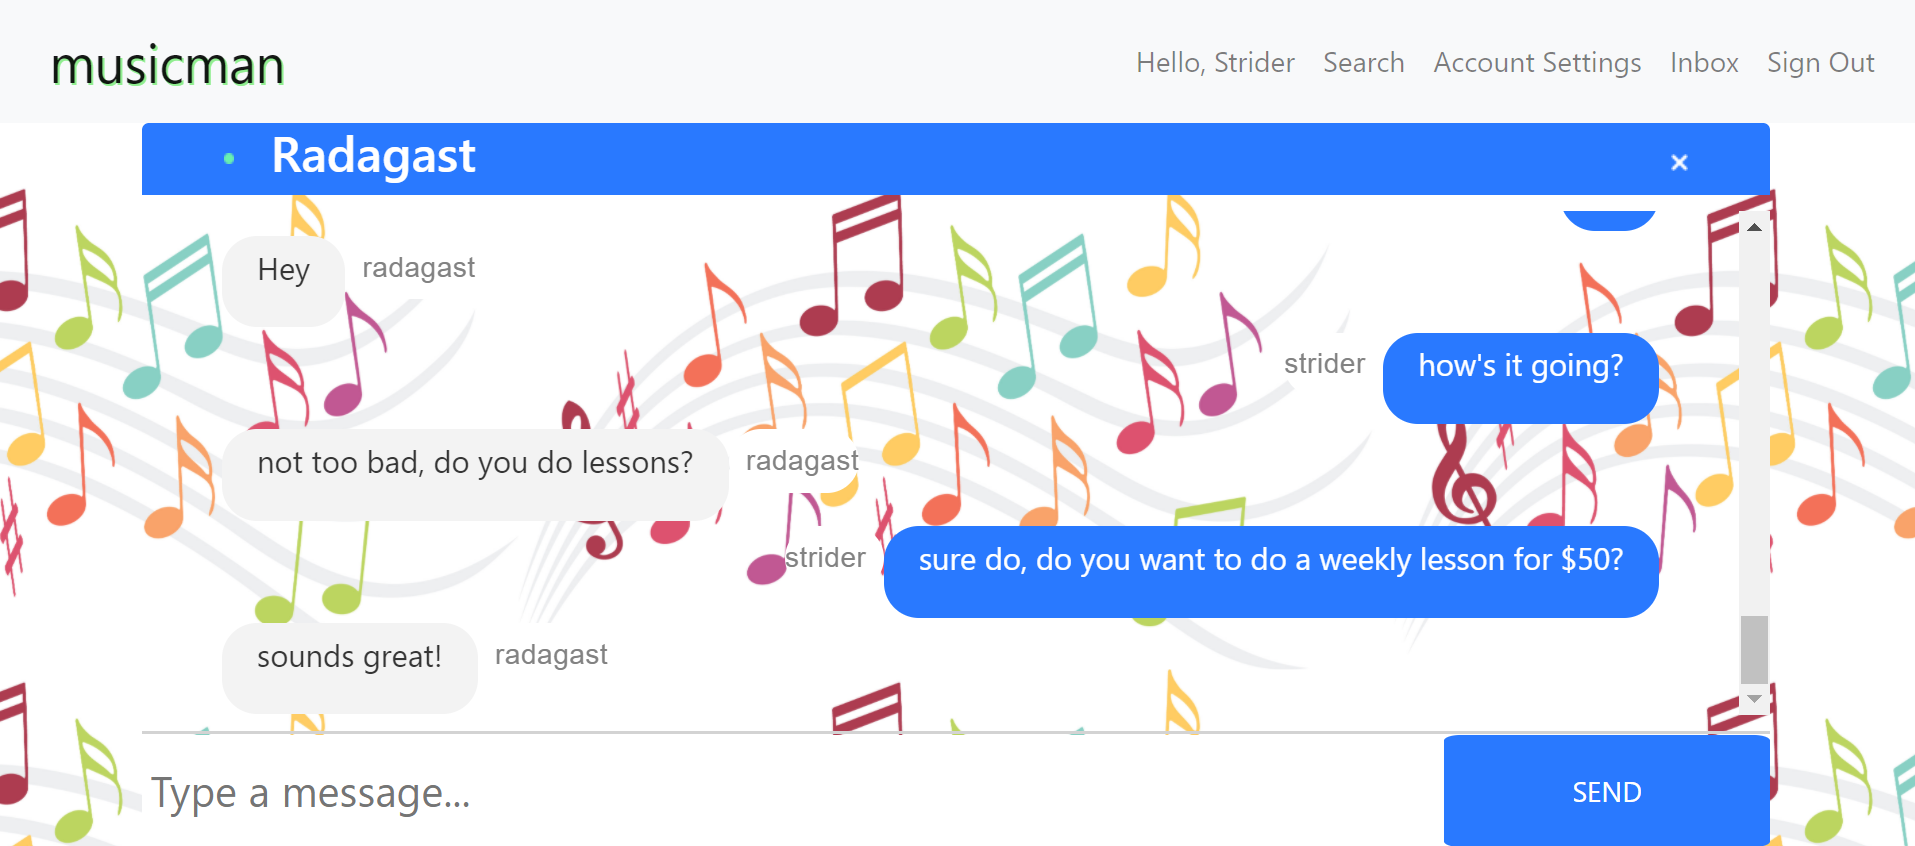 musicman
Hello, Strider Search Account Settings Inbox Sign Out
Radagast
Hey radagast
strider how's it going?
not too bad, do you do lessons? radagast
strider sure do, do you want to do a weekly lesson for $50?
sounds great! radagast
Type a message...
SEND